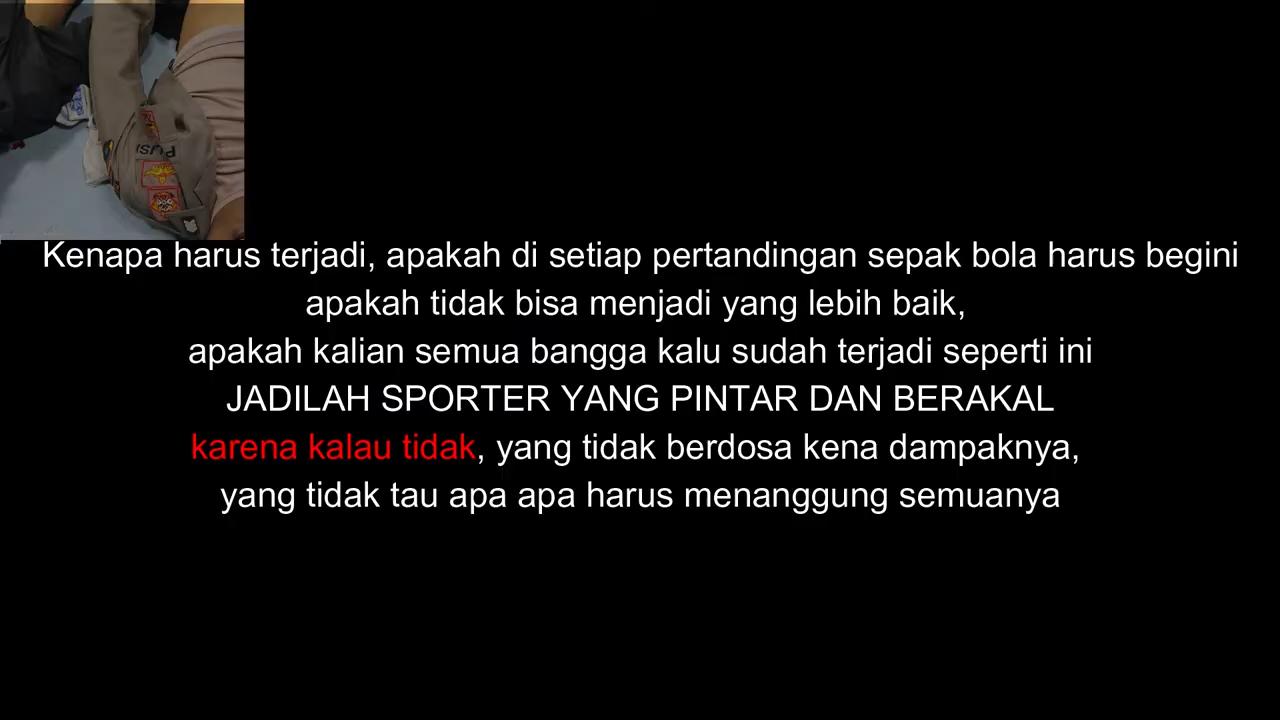 Kenapa harus terjadi, apakah di setiap pertandingan sepak bola harus begini
apakah tidak bisa menjadi yang lebih baik,
apakah kalian semua bangga kalu sudah terjadi seperti ini
JADILAH SPORTER YANG PINTAR DAN BERAKAL
karena kalau tidak, yang tidak berdosa kena dampaknya,
yang tidak tau apa apa harus menanggung semuanya